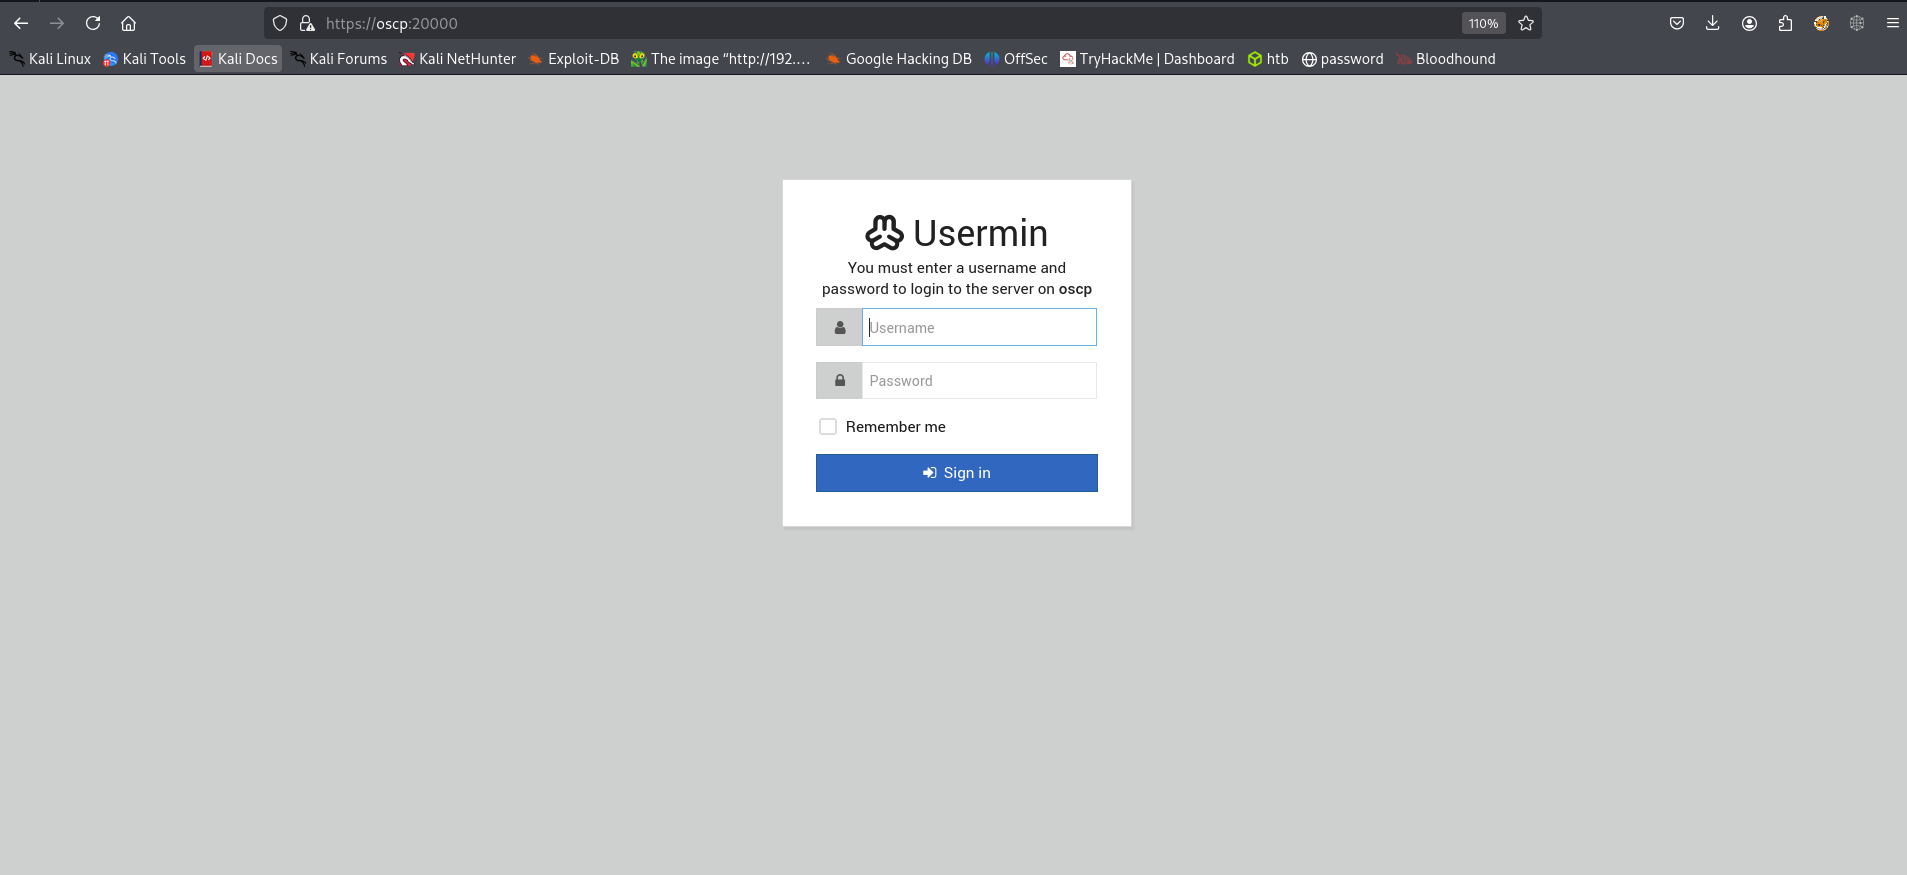 https://oscp:20000
110%
Kali Linux Kali Tools Kali Docs Kali Forums Kali NetHunter Exploit-DB The image “http://192.... Google Hacking DB OffSec TryHackMe | Dashboard htb password Bloodhound
Usermin
You must enter a username and
password to login to the server on oscp
Username
Password
Remember me
Sign in